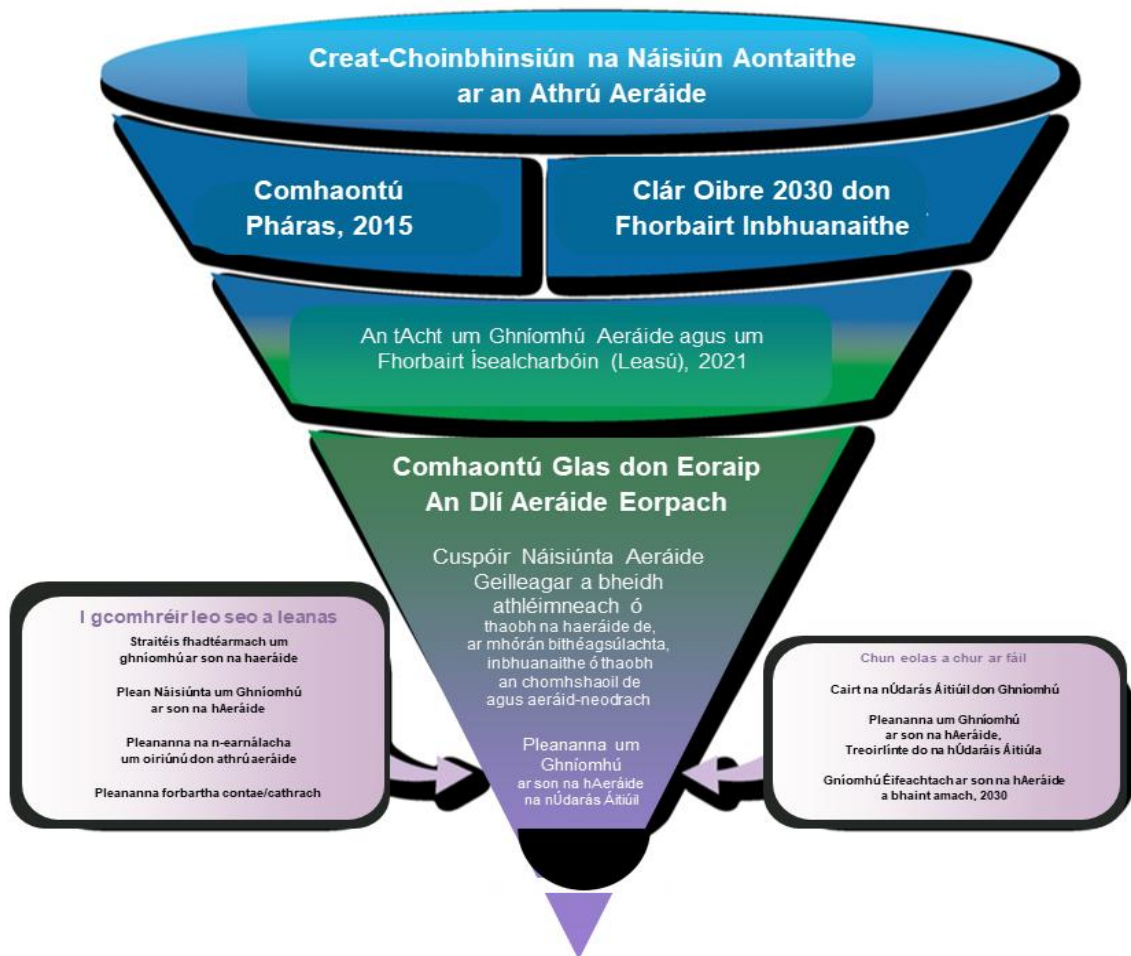 Creat-Choinbhinsiún na Náisiún Aontaithe
ar an Athrú Aeráide
Comhaontú
Pháras, 2015
Clár Oibre 2030 don
Fhorbairt Inbhuanaithe
An tAcht um Ghníomhú Aeráide agus um
Fhorbairt Ísealcharbóin (Leasú), 2021
Comhaontú Glas don Eoraip
An Dlí Aeráide Eorpach
Cuspóir Náisiúnta Aeráide
Geilleagar a bheidh
athléimneach ó
thaobh na haeráide de,
ar mhórán bithéagsúlachta,
inbhuanaithe ó thaobh
an chomhshaoil de
agus aeráid-neodrach
Pleananna um
Ghníomhú
ar son na hAeráide
na nÚdarás Áitiúil
I gcomhréir leo seo a leanas
Straitéis fhadtéarmach um
ghníomhú ar son na haeráide
Plean Náisiúnta um Ghníomhú
ar son na hAeráide
Pleananna na n-earnálacha
um oiriúnú don athrú aeráide
Pleananna forbartha contae/cathrach
Chun eolas a chur ar fáil
Cairt na nÚdarás Áitiúil don Ghníomhú
Pleananna um Ghníomhú
ar son na hAeráide,
Treoirlínte do na hÚdaráis Áitiúla
Gníomhú Éifeachtach ar son na hAeráide
a bhaint amach, 2030